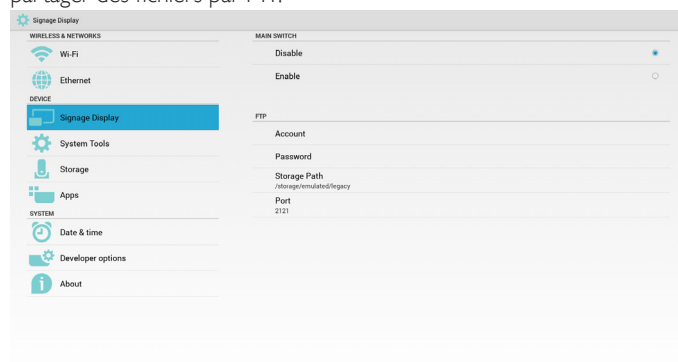 partager des fichiers par FTP.
Signage Display
WIRELESS & NETWORKS
Wi-Fi
Ethernet
DEVICE
Signage Display
System Tools
Storage
Apps
SYSTEM
Date & time
Developer options
About
MAIN SWITCH
Disable
Enable
FTP
Account
Password
Storage Path
/storage/emulated/legacy
Port
2121